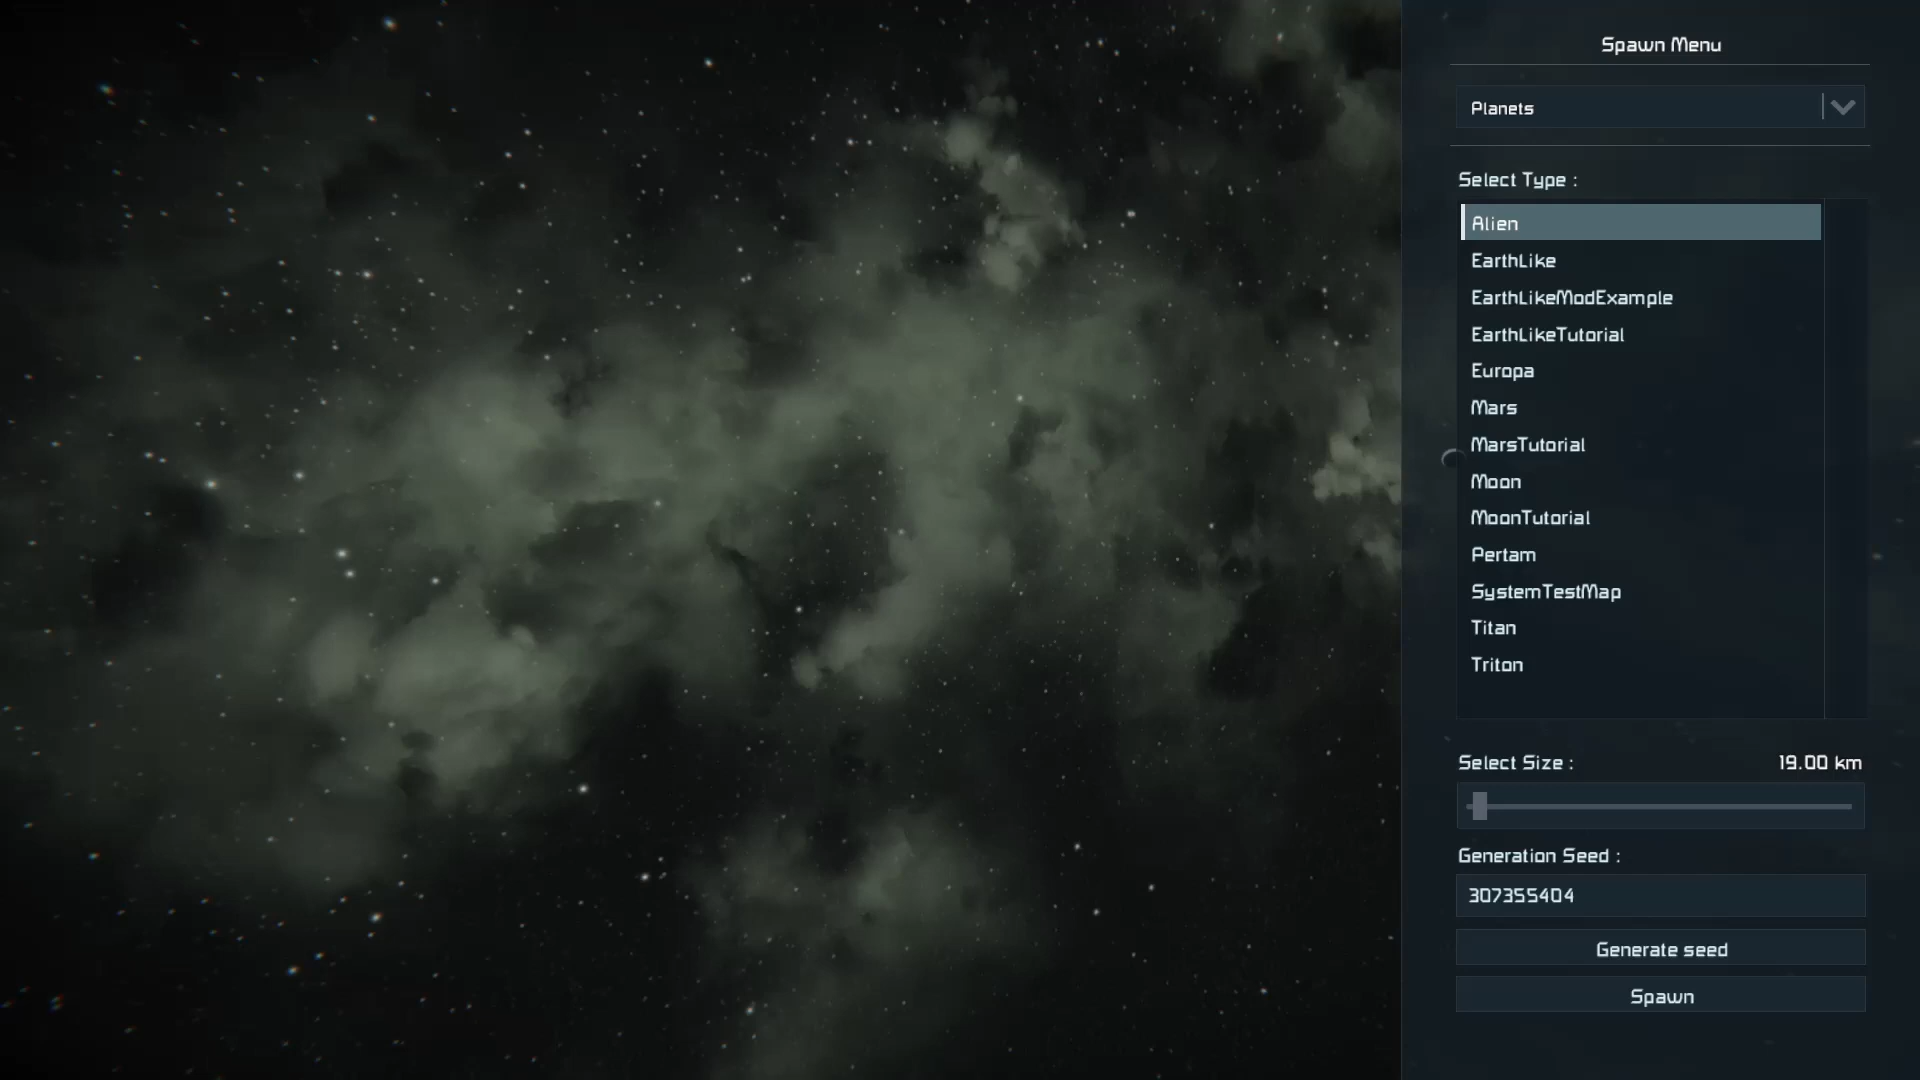 Spawn Menu
Planets
Select Type :
Alien
EarthLike
EarthLikeModExample
EarthLikeTutorial
Europa
Mars
MarsTutorial
Moon
MoonTutorial
Pertam
SystemTestMap
Titan
Triton
Select Size : 19.00 km
Generation Seed :
307355404
Generate seed
Spawn